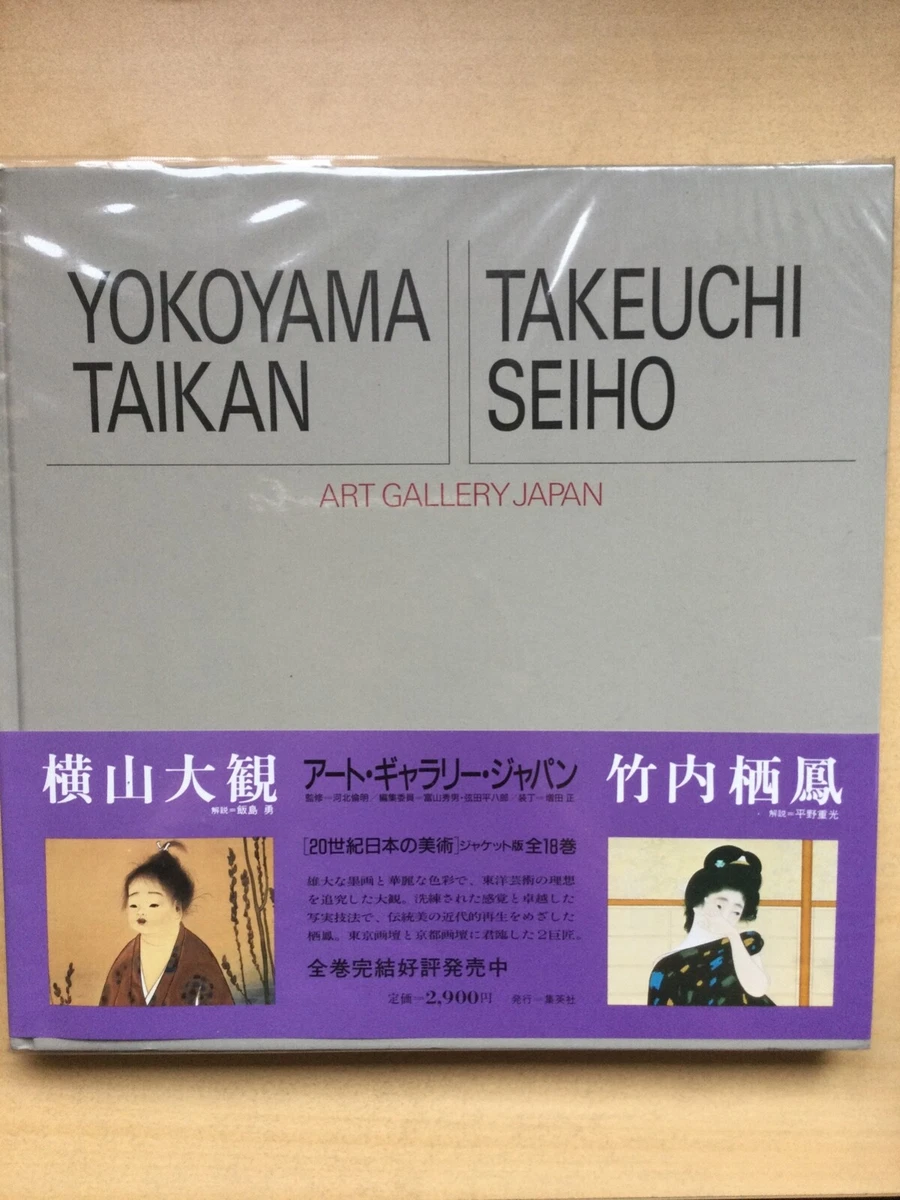 YOKOYAMA
TAIKAN
TAKEUCHI
SEIHO
ART GALLERY JAPAN
横山大観
解説=飯島 勇
アート・ギャラリー・ジャパン
監修―河北倫明/編集委員―富山秀男・弦田平八郎/装丁―増田 正
竹内栖鳳
解説=平野重光
[20世紀日本の美術]ジャケット版 全18巻
雄大な墨画と華麗な色彩で、東洋芸術の理想
を追究した大観。洗練された感覚と卓越した
写実技法で、伝統美の近代的再生をめざした
栖鳳。東京画壇と京都画壇に君臨した2巨匠。
全巻完結好評発売中
定価―2,900円 発行―集英社